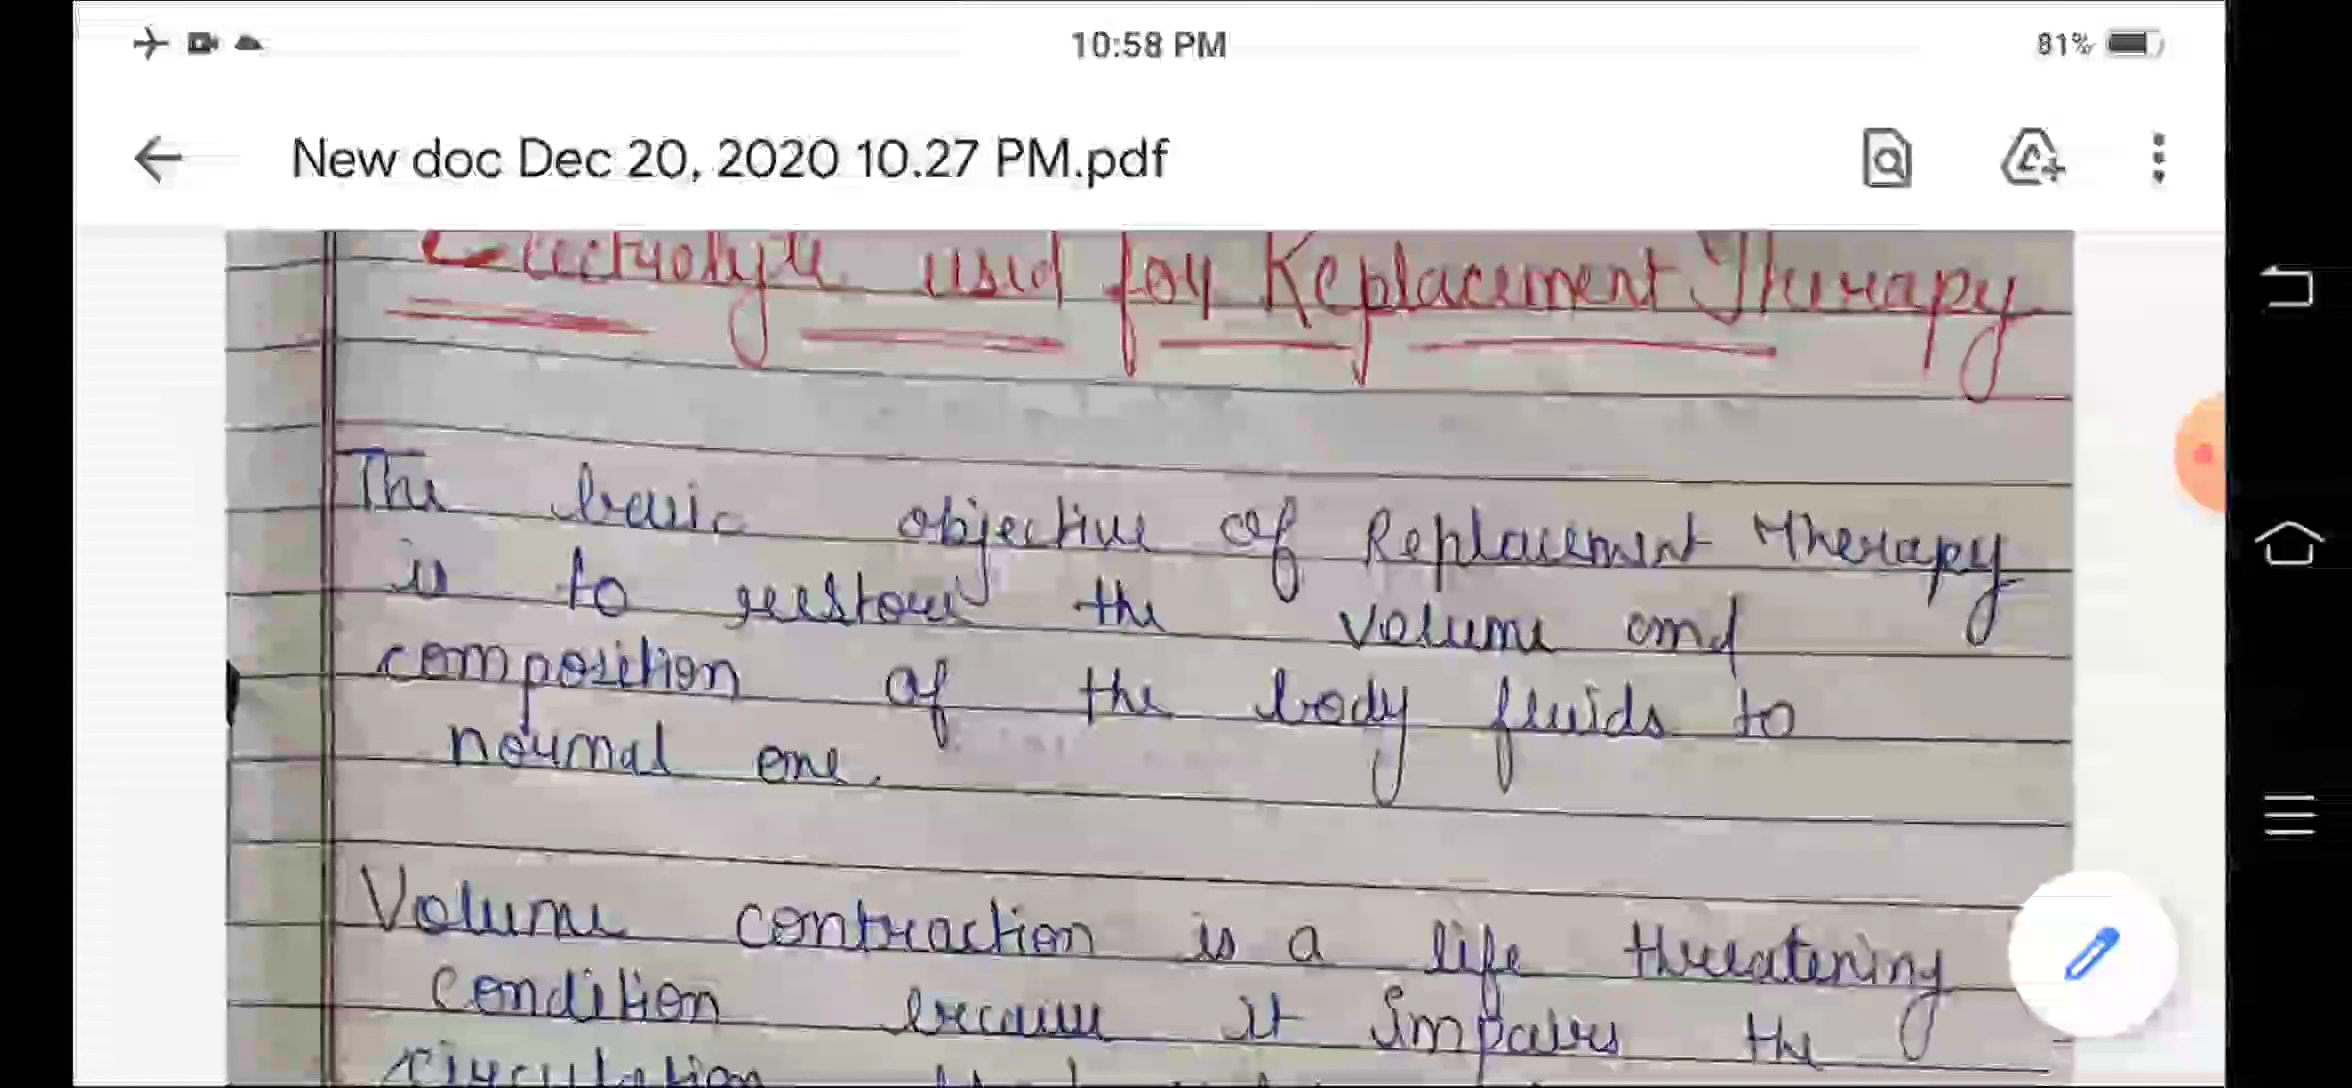 10:58 PM
81%
New doc Dec 20, 2020 10.27 PM.pdf
Electrolyte used for Replacement Therapy
The basic objective of Replacement therapy
is to restore the volume and
composition of the body fluids to
normal one.
Volume contraction is a life threatening
condition because it impairs the
circulation